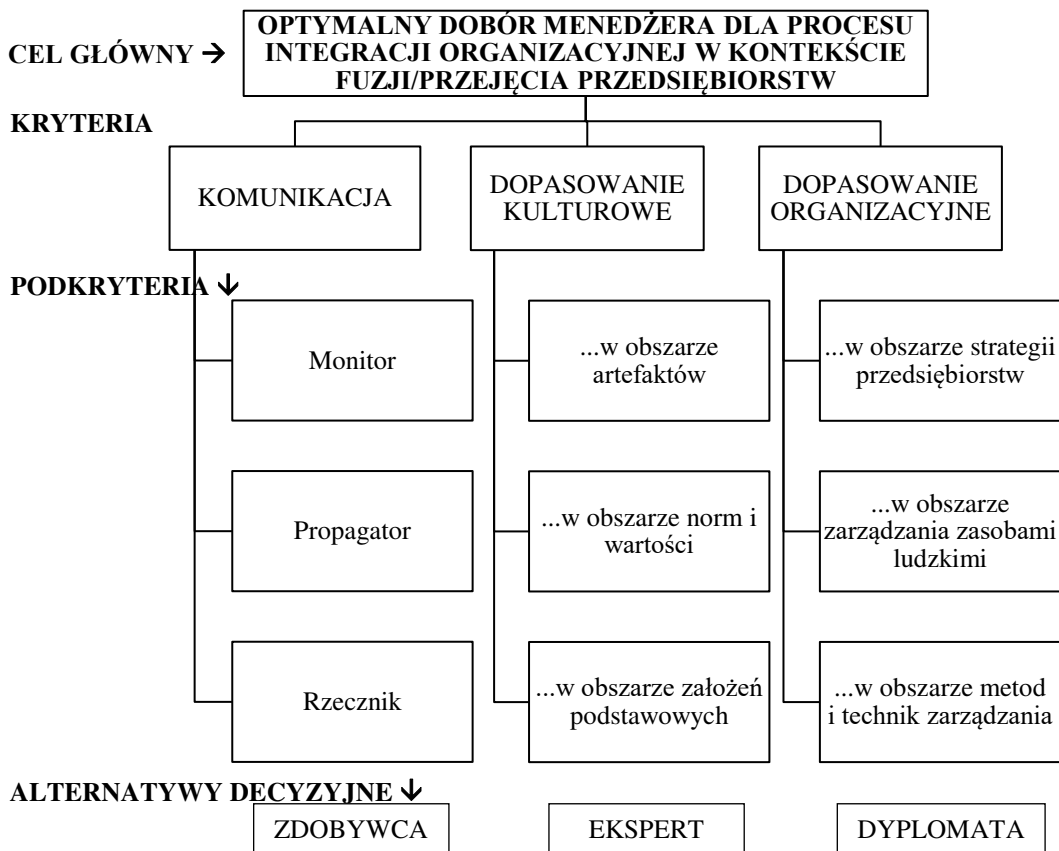 OPTYMALNY DOBÓR MENEDŻERA DLA PROCESU
INTEGRACJI ORGANIZACYJNEJ W KONTEKŚCIE
FUZJI/PRZEJĘCIA PRZEDSIĘBIORSTW
CEL GŁÓWNY →
KRYTERIA
KOMUNIKACJA
DOPASOWANIE
KULTUROWE
DOPASOWANIE
ORGANIZACYJNE
PODKRYTERIA ↓
Monitor
...w obszarze
artefaktów
...w obszarze strategii
przedsiębiorstw
Propagator
...w obszarze norm i
wartości
...w obszarze
zarządzania zasobami
ludzkimi
Rzecznik
...w obszarze założeń
podstawowych
...w obszarze metod
i technik zarządzania
ALTERNATYWY DECYZYJNE ↓
ZDOBYWCA
EKSPERT
DYPLOMATA